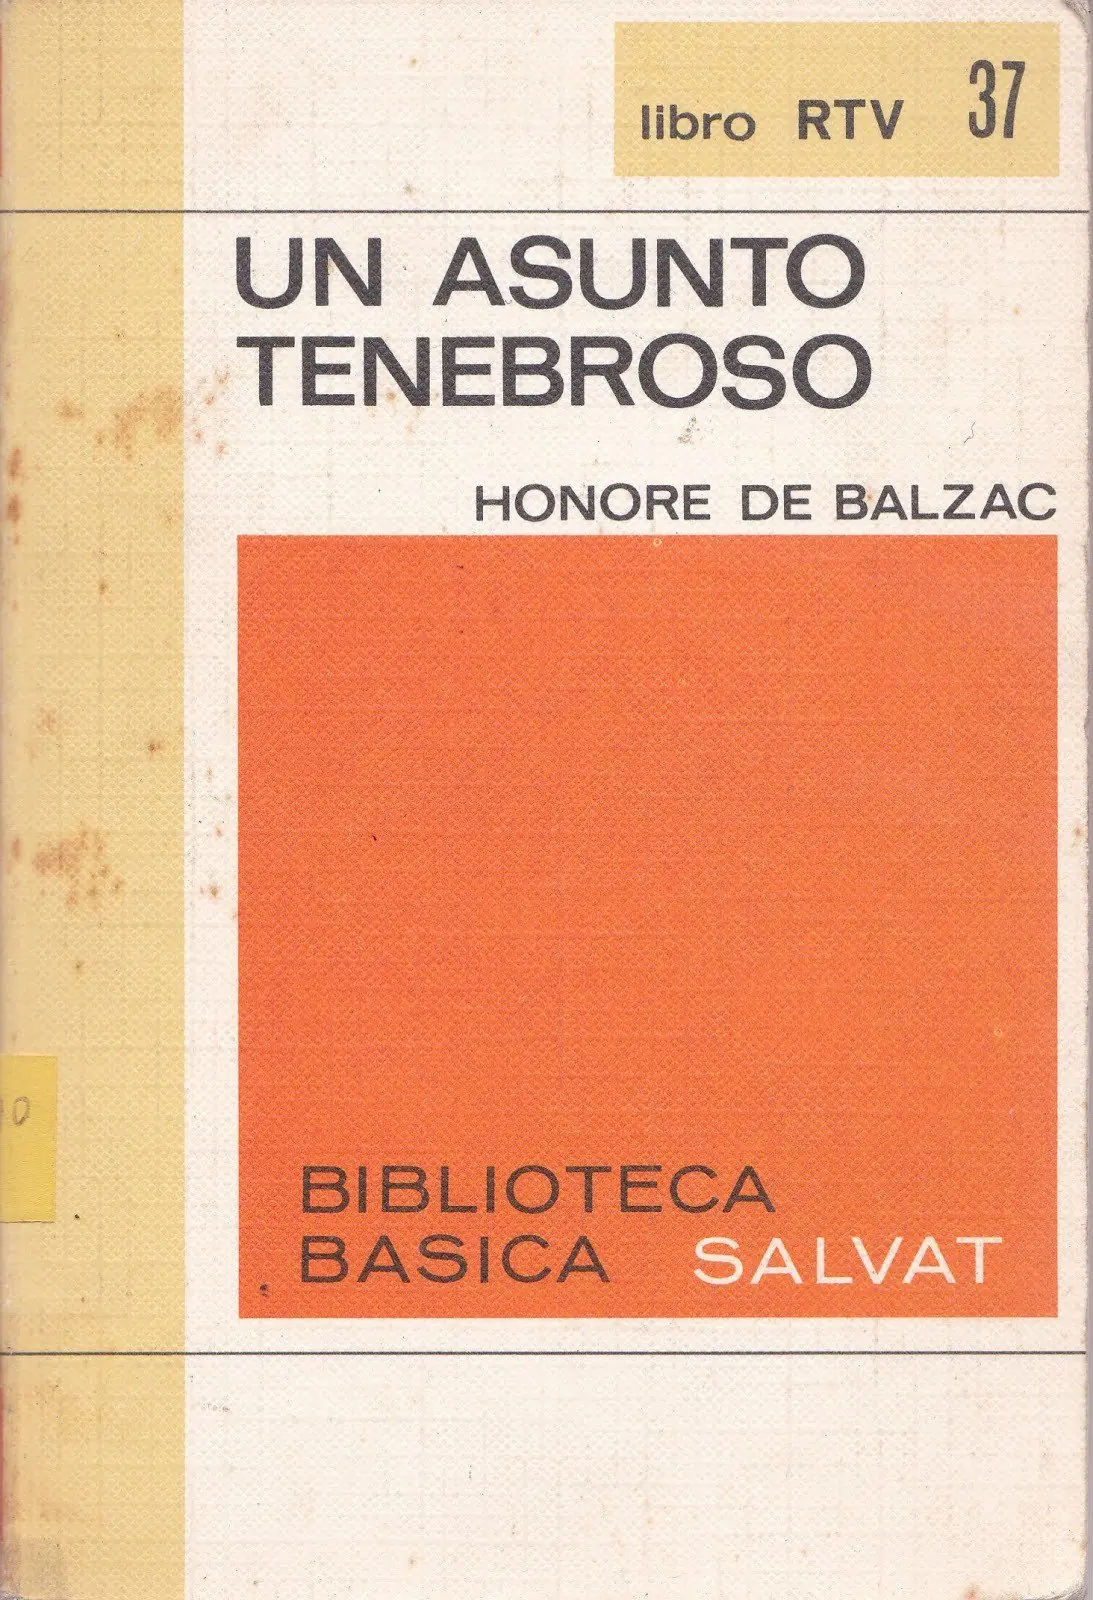 libro RTV 37
UN ASUNTO
TENEBROSO
HONORE DE BALZAC
BIBLIOTECA
BASICA SALVAT